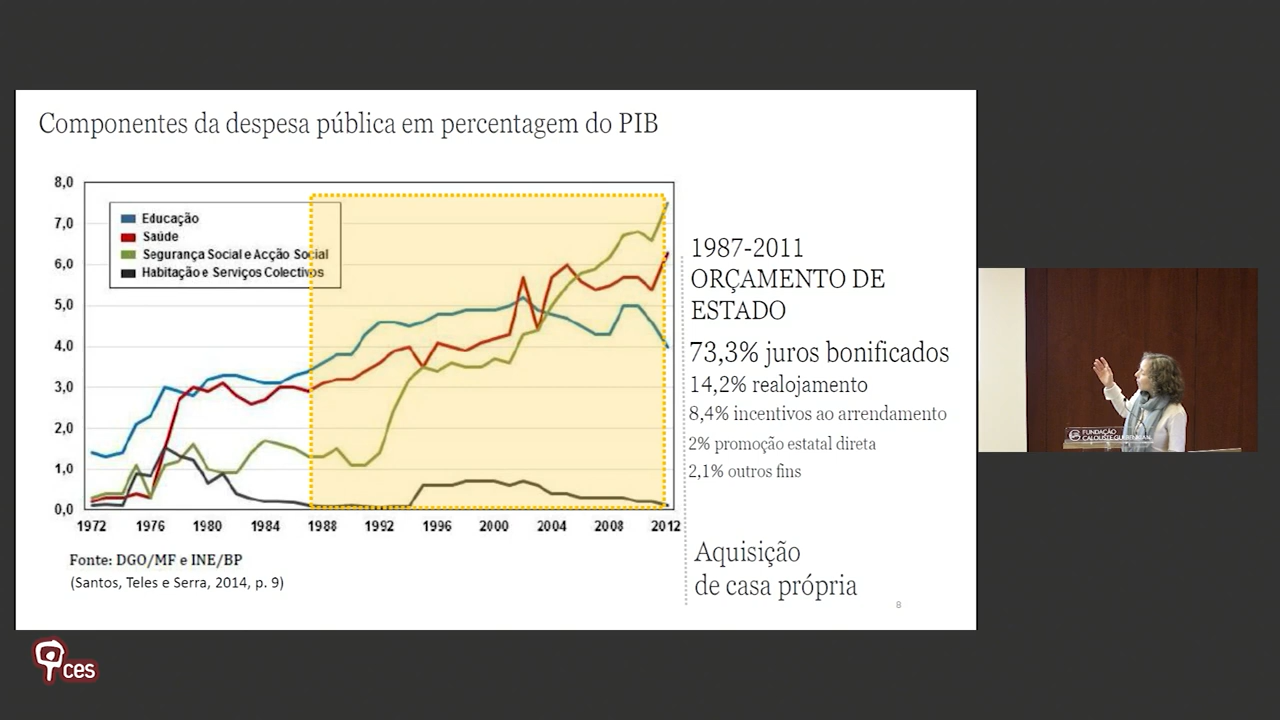 Componentes da despesa pública em percentagem do PIB
8,0
7,0
6,0
5,0
4,0
3,0
2,0
1,0
0,0
Educação
Saúde
Segurança Social e Acção Social
Habitação e Serviços Colectivos
1972 1976 1980 1984 1988 1992 1996 2000 2004 2008 2012
Fonte: DGO/MF e INE/BP
(Santos, Teles e Serra, 2014, p. 9)
1987-2011
ORÇAMENTO DE
ESTADO
73,3% juros bonificados
14,2% realojamento
8,4% incentivos ao arrendamento
2% promoção estatal direta
2,1% outros fins
Aquisição
de casa própria
8
FUNDAÇÃO
CALOUSTE GULBENKIAN
ces